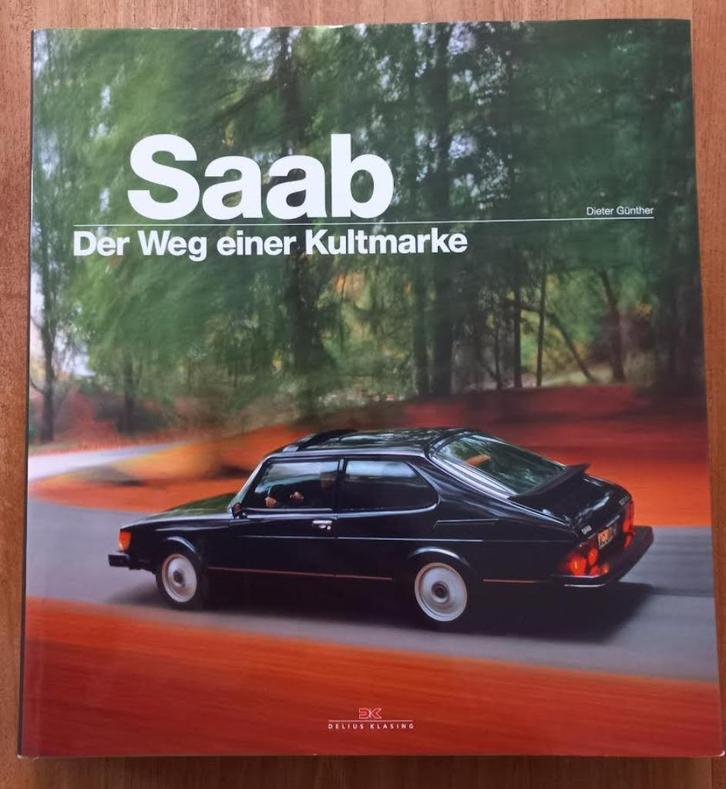 Saab
Dieter Günther
Der Weg einer Kultmarke
DELIUS KLASING